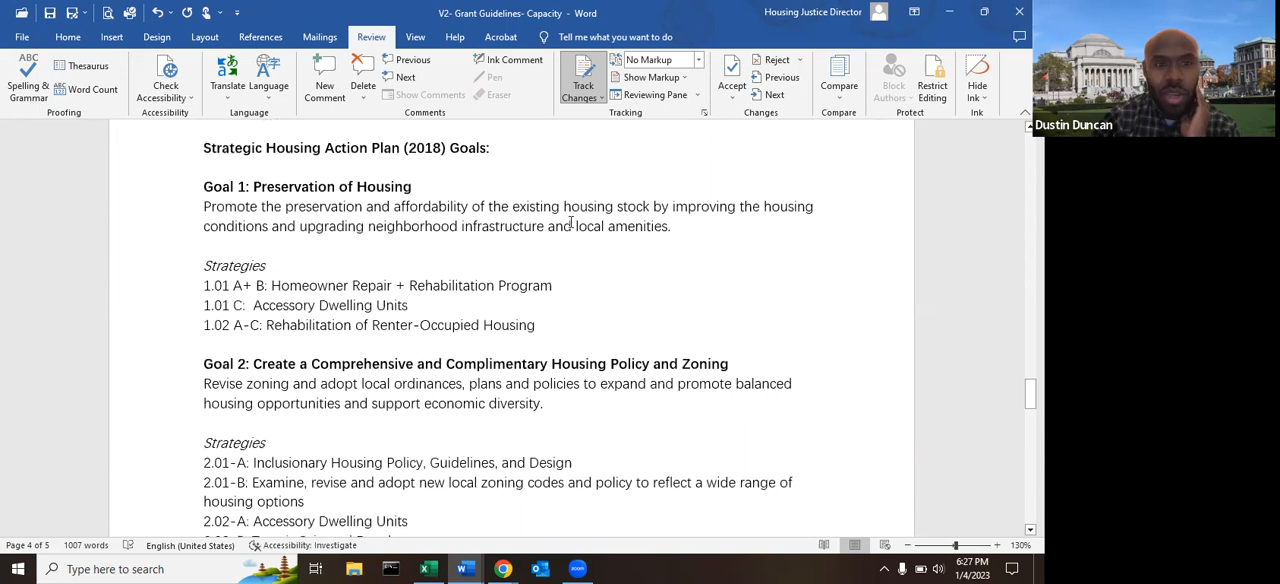 V2- Grant Guidelines- Capacity - Word
Housing Justice Director
File Home Insert Design Layout References Mailings Review View Help Acrobat Tell me what you want to do
Spelling & Grammar
Thesaurus
Word Count
Proofing
Check Accessibility
Accessibility
Translate Language
Language
New Comment
Delete
Previous
Next
Show Comments
Comments
Ink Comment
Pen
Eraser
Track Changes
No Markup
Show Markup
Reviewing Pane
Tracking
Accept
Reject
Previous
Next
Changes
Compare
Compare
Block Authors
Restrict Editing
Protect
Hide Ink
Ink
Dustin Duncan
Strategic Housing Action Plan (2018) Goals:
Goal 1: Preservation of Housing
Promote the preservation and affordability of the existing housing stock by improving the housing
conditions and upgrading neighborhood infrastructure and local amenities.
Strategies
1.01 A+ B: Homeowner Repair + Rehabilitation Program
1.01 C:  Accessory Dwelling Units
1.02 A-C: Rehabilitation of Renter-Occupied Housing
Goal 2: Create a Comprehensive and Complimentary Housing Policy and Zoning
Revise zoning and adopt local ordinances, plans and policies to expand and promote balanced
housing opportunities and support economic diversity.
Strategies
2.01-A: Inclusionary Housing Policy, Guidelines, and Design
2.01-B: Examine, revise and adopt new local zoning codes and policy to reflect a wide range of
housing options
2.02-A: Accessory Dwelling Units
Page 4 of 5 1007 words English (United States) Accessibility: Investigate 130%
Type here to search
6:27 PM
1/4/2023